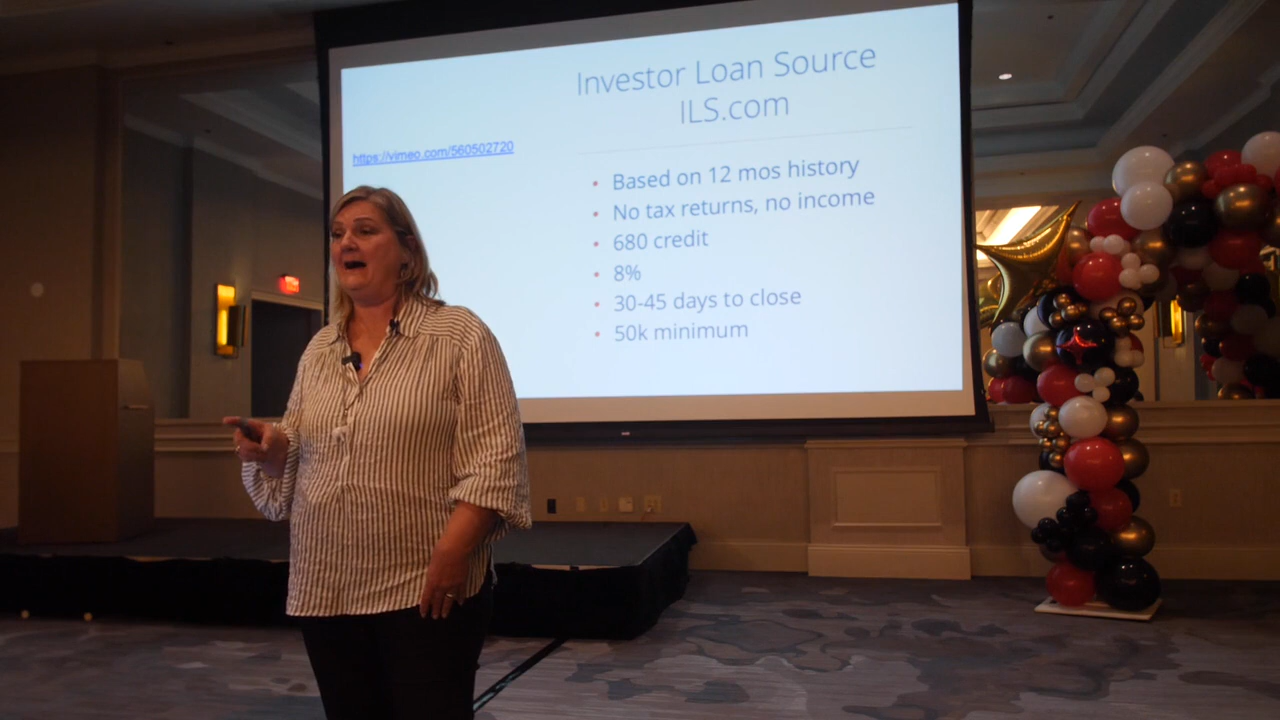 Investor Loan Source
ILS.com
https://vimeo.com/560502720
• Based on 12 mos history
• No tax returns, no income
• 680 credit
• 8%
• 30-45 days to close
• 50k minimum